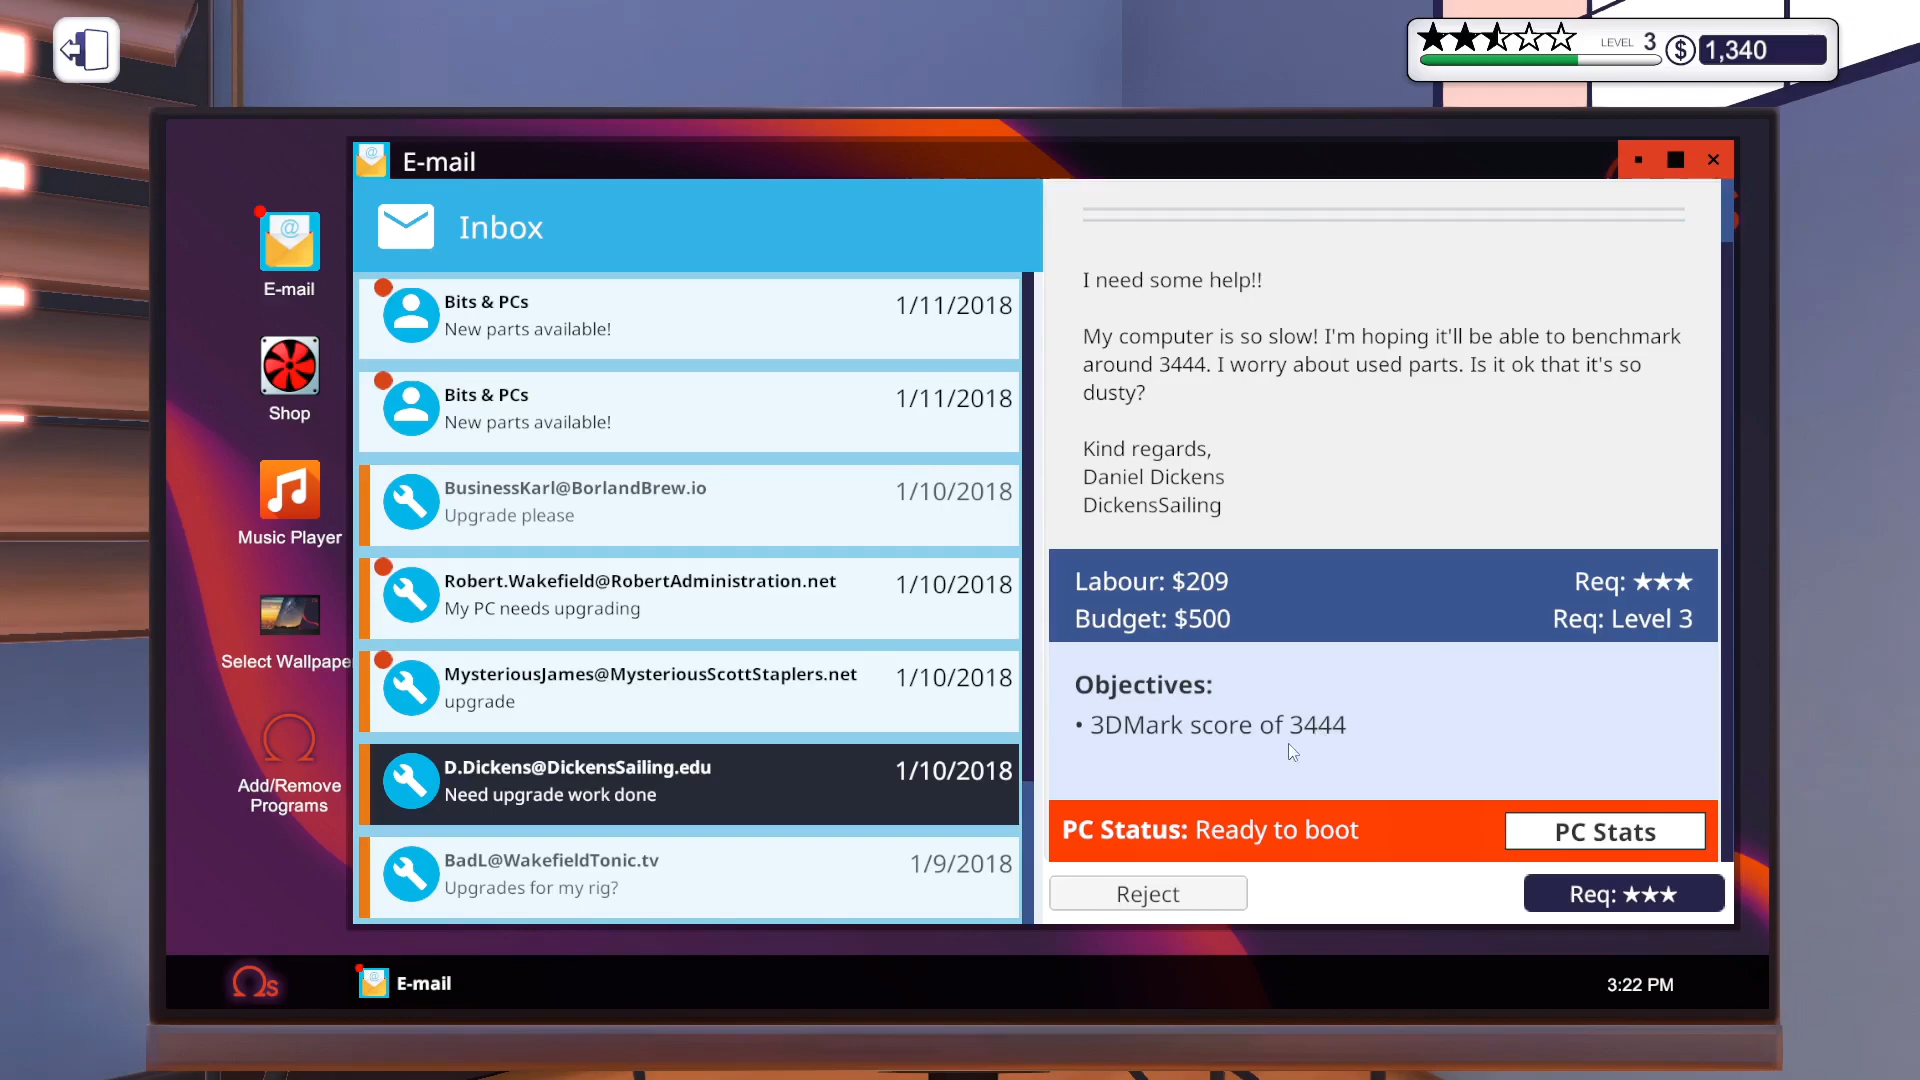 LEVEL 3
$ 1,340
E-mail
Inbox
E-mail
Shop
Music Player
Select Wallpape
Add/Remove
Programs
Bits & PCs
1/11/2018
New parts available!
Bits & PCs
1/11/2018
New parts available!
BusinessKarl@BorlandBrew.io
1/10/2018
Upgrade please
Robert.Wakefield@RobertAdministration.net
1/10/2018
My PC needs upgrading
MysteriousJames@MysteriousScottStaplers.net
1/10/2018
upgrade
D.Dickens@DickensSailing.edu
1/10/2018
Need upgrade work done
BadL@WakefieldTonic.tv
1/9/2018
Upgrades for my rig?
I need some help!!
My computer is so slow! I'm hoping it'll be able to benchmark
around 3444. I worry about used parts. Is it ok that it's so
dusty?
Kind regards,
Daniel Dickens
DickensSailing
Labour: $209
Req: ★★★
Budget: $500
Req: Level 3
Objectives:
• 3DMark score of 3444
PC Status: Ready to boot
PC Stats
Reject
Req: ★★★
Ωs
E-mail
3:22 PM